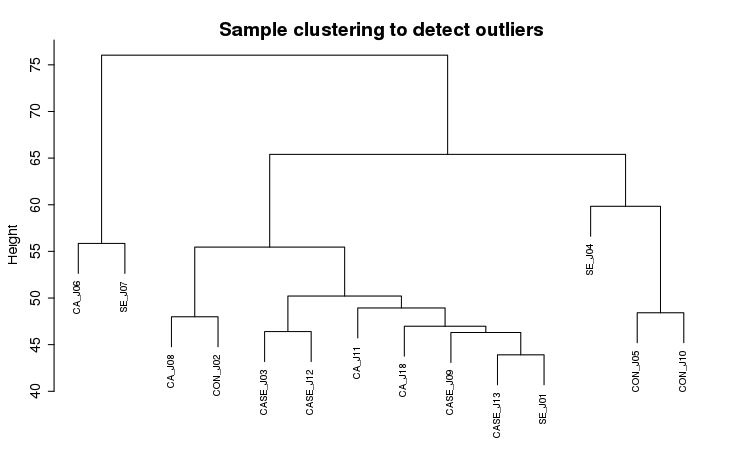 Sample clustering to detect outliers
Height
75
70
65
60
55
50
45
40
CA_J06
SE_J07
CA_J08
CON_J02
CASE_J03
CASE_J12
CA_J11
CA_J18
CASE_J09
CASE_J13
SE_J01
SE_J04
CON_J05
CON_J10